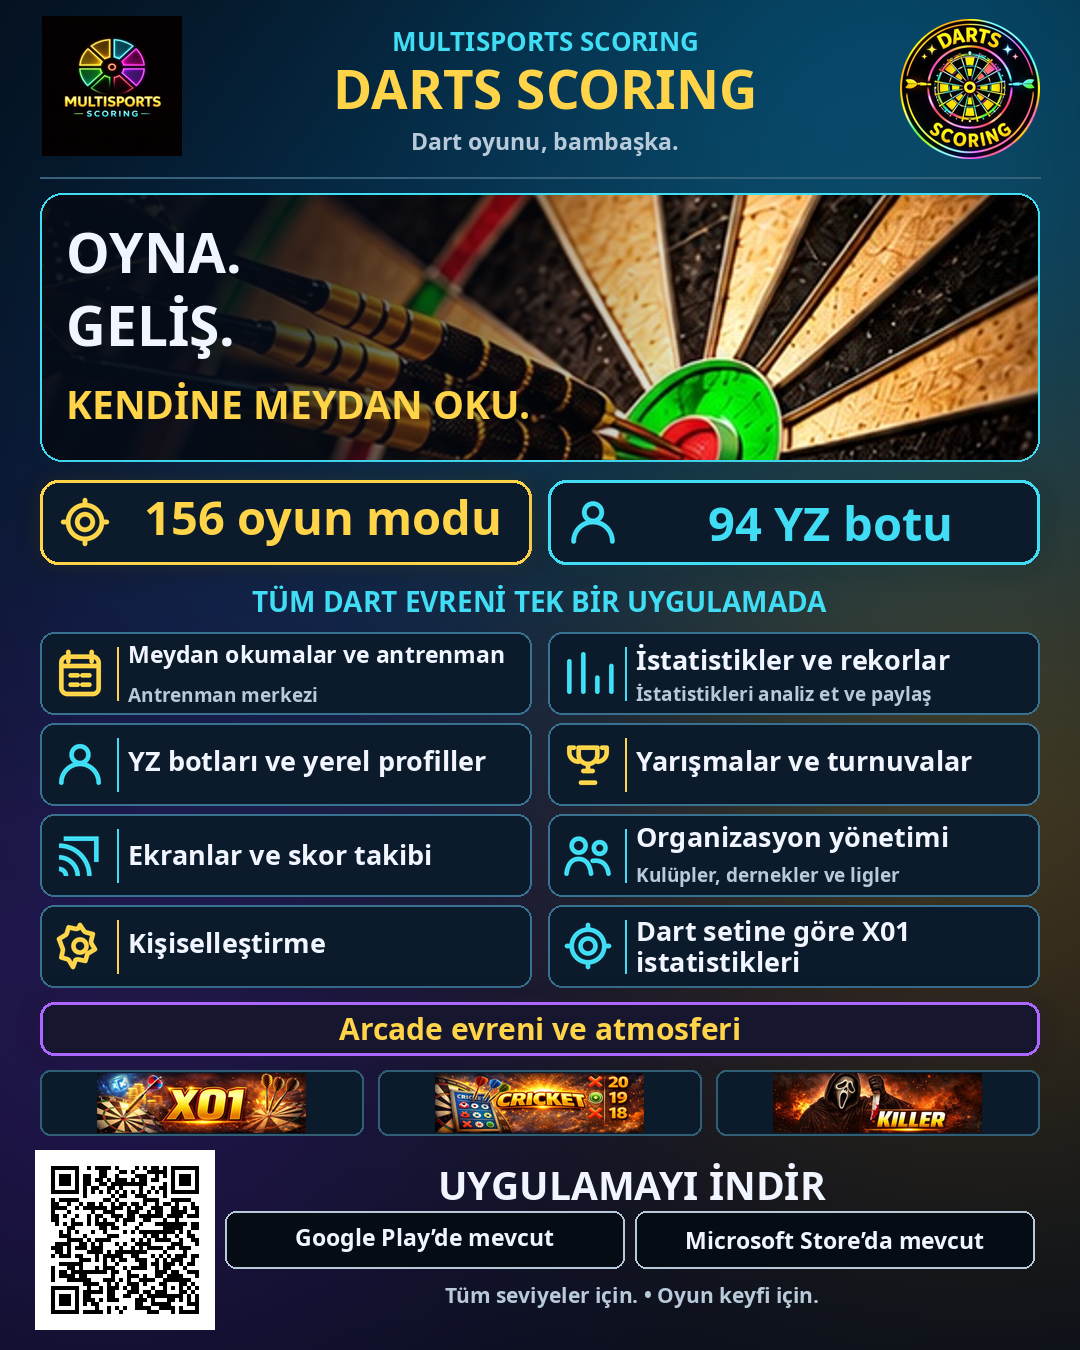 MULTISPORTS
SCORING
MULTISPORTS SCORING
DARTS SCORING
Dart oyunu, bambaşka.
DARTS
SCORING
OYNA.
GELİŞ.
KENDİNE MEYDAN OKU.
156 oyun modu
94 YZ botu
TÜM DART EVRENİ TEK BİR UYGULAMADA
Meydan okumalar ve antrenman
Antrenman merkezi
İstatistikler ve rekorlar
İstatistikleri analiz et ve paylaş
YZ botları ve yerel profiller
Yarışmalar ve turnuvalar
Ekranlar ve skor takibi
Organizasyon yönetimi
Kulüpler, dernekler ve ligler
Kişiselleştirme
Dart setine göre X01
istatistikleri
Arcade evreni ve atmosferi
X01
CRICKET
CRICKET
20
19
18
KILLER
UYGULAMAYI İNDİR
Google Play’de mevcut
Microsoft Store’da mevcut
Tüm seviyeler için. • Oyun keyfi için.